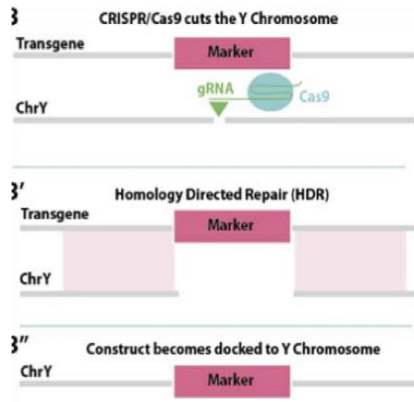 B CRISPR/Cas9 cuts the Y Chromosome
Transgene
Marker
gRNA
Cas9
ChrY
B' Homology Directed Repair (HDR)
Transgene
Marker
ChrY
B" Construct becomes docked to Y Chromosome
ChrY
Marker